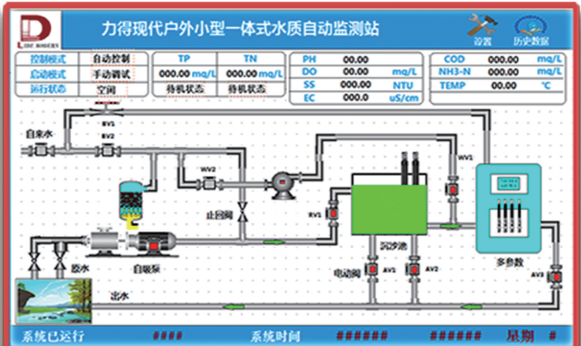 力得现代户外小型一体式水质自动监测站
设置 历史数据
控制模式 自动控制
启动模式 手动调试
运行状态 空闲
TP TN
000.00 mg/L 000.00 mg/L
待机状态 待机状态
PH 00.00
DO 00.00 mg/L
SS 000.00 NTU
EC 000.0 uS/cm
COD 000.00 mg/L
NH3-N 000.00 mg/L
TEMP 00.00 ℃
RV1
自来水
RV2
WV2
WV1
止回阀
RV1
沉沙池
多参数
原水
自吸泵
电动阀
AV1
AV2
AV3
出水
系统已运行 #### 系统时间 ###### ###### 星期 #